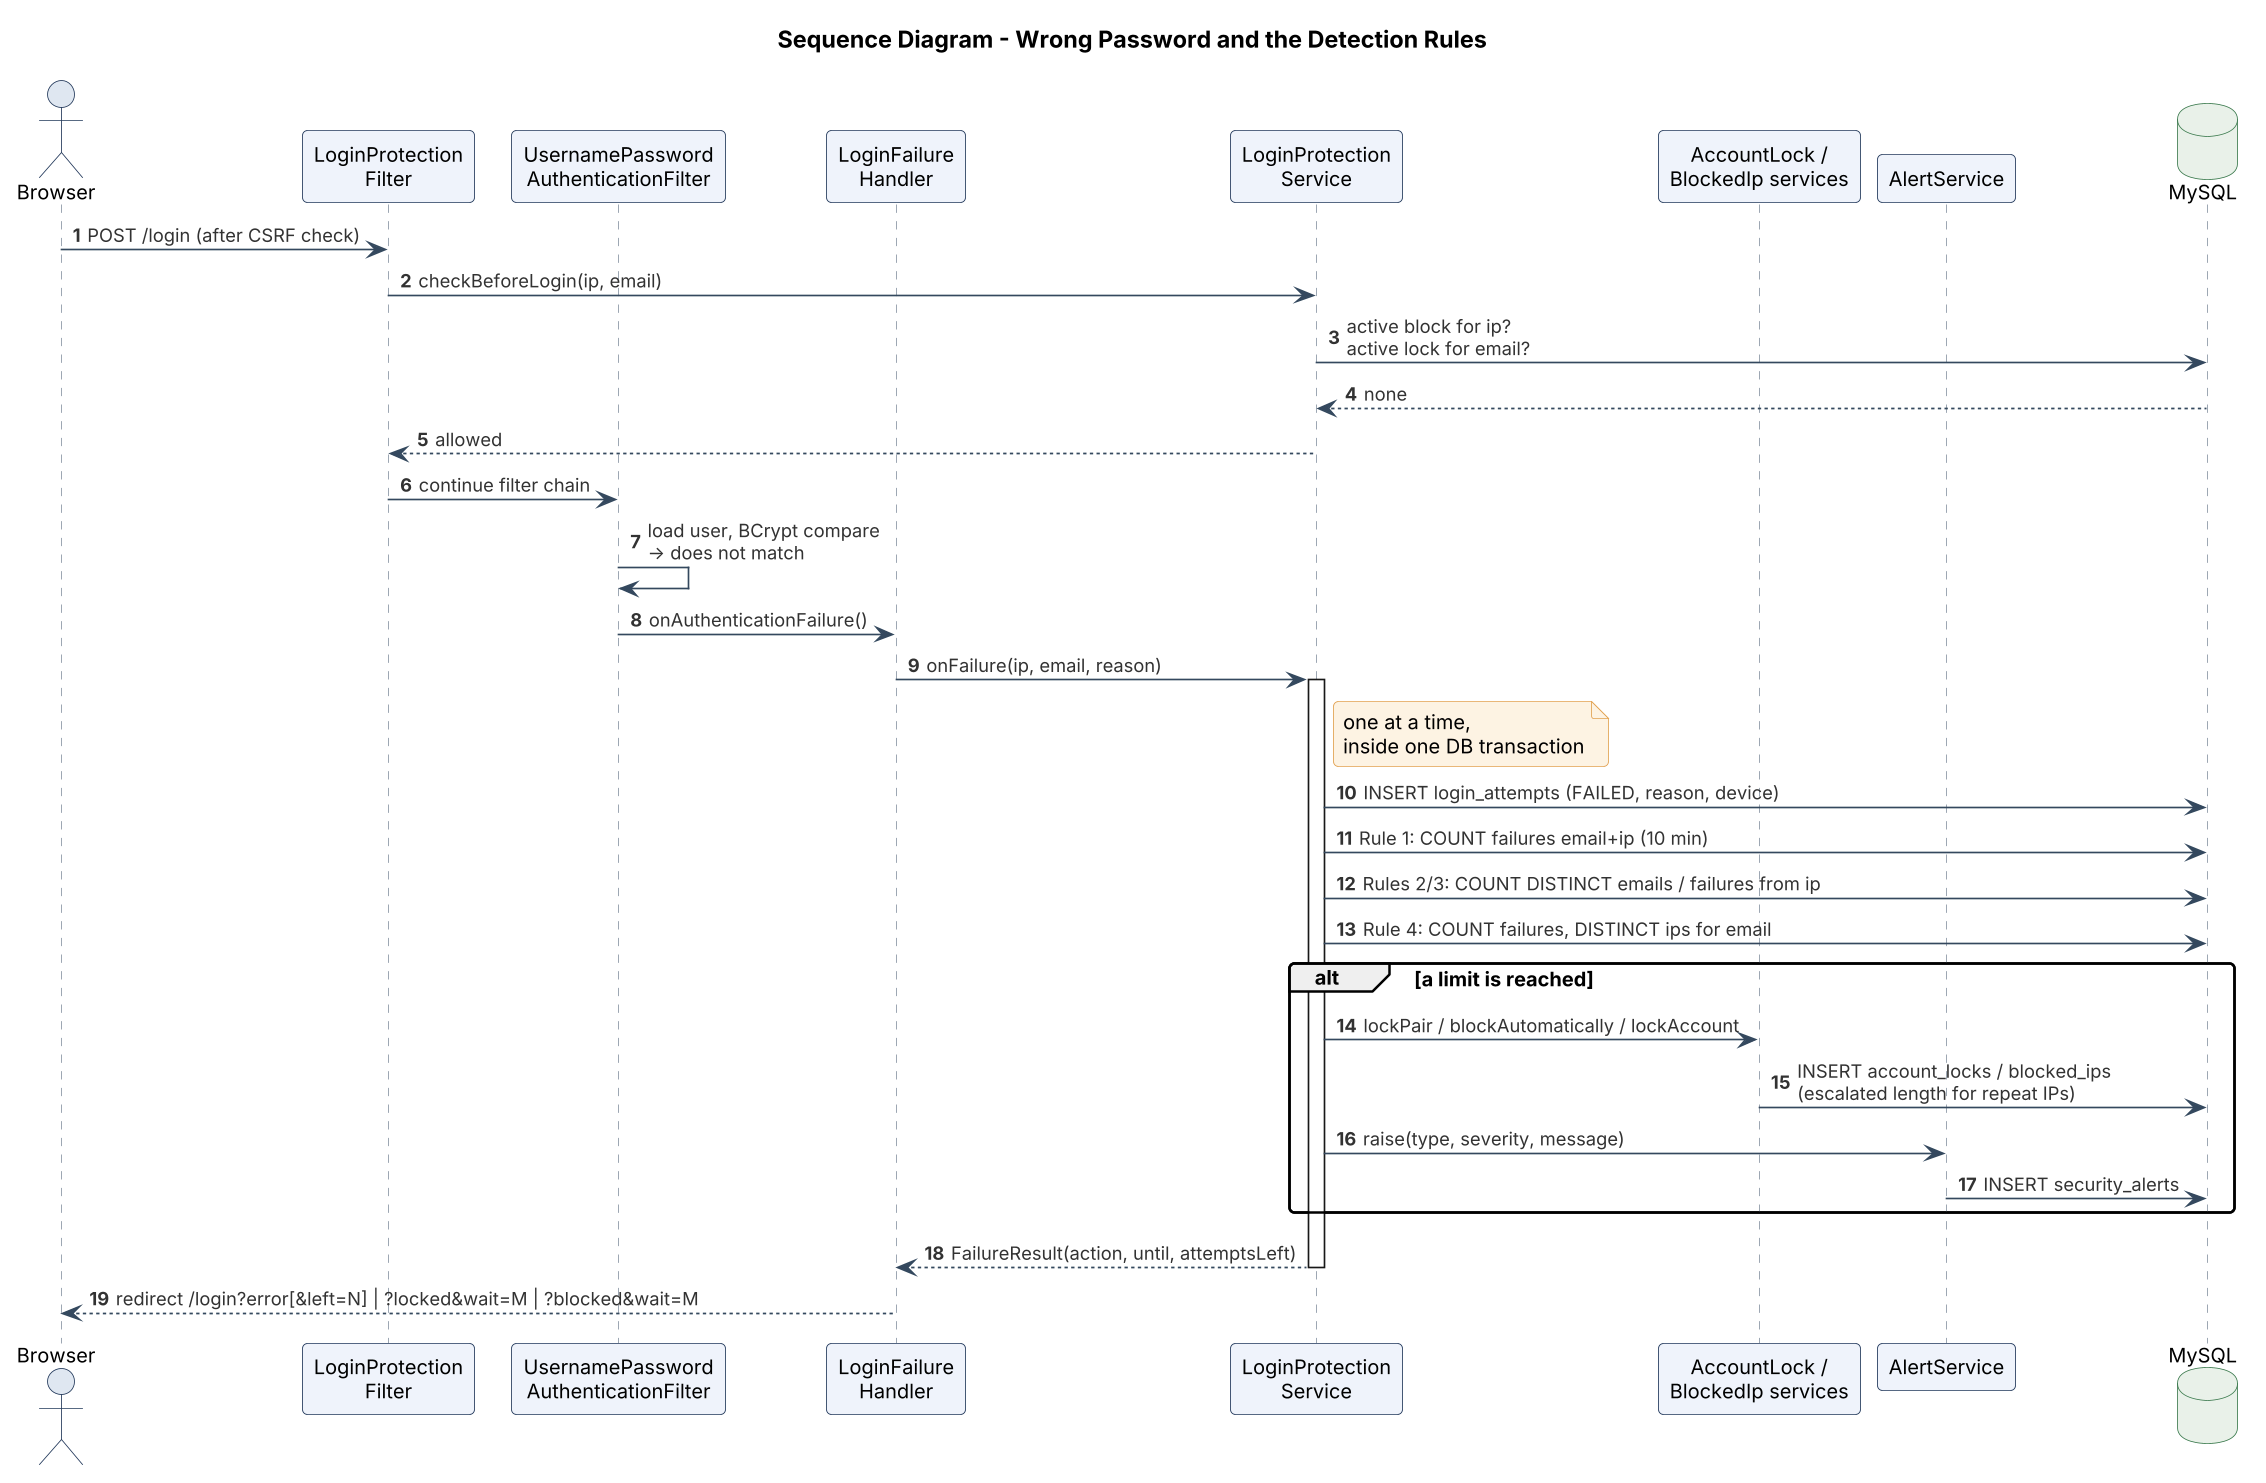 Sequence Diagram - Wrong Password and the Detection Rules
Browser
LoginProtection
Filter
UsernamePassword
AuthenticationFilter
LoginFailure
Handler
LoginProtection
Service
AccountLock /
BlockedIp services
AlertService
MySQL
1 POST /login (after CSRF check)
2 checkBeforeLogin(ip, email)
3 active block for ip?
active lock for email?
4 none
5 allowed
6 continue filter chain
7 load user, BCrypt compare
→ does not match
8 onAuthenticationFailure()
9 onFailure(ip, email, reason)
one at a time,
inside one DB transaction
10 INSERT login_attempts (FAILED, reason, device)
11 Rule 1: COUNT failures email+ip (10 min)
12 Rules 2/3: COUNT DISTINCT emails / failures from ip
13 Rule 4: COUNT failures, DISTINCT ips for email
alt [a limit is reached]
14 lockPair / blockAutomatically / lockAccount
15 INSERT account_locks / blocked_ips
(escalated length for repeat IPs)
16 raise(type, severity, message)
17 INSERT security_alerts
18 FailureResult(action, until, attemptsLeft)
19 redirect /login?error[&left=N] | ?locked&wait=M | ?blocked&wait=M
Browser
LoginProtection
Filter
UsernamePassword
AuthenticationFilter
LoginFailure
Handler
LoginProtection
Service
AccountLock /
BlockedIp services
AlertService
MySQL